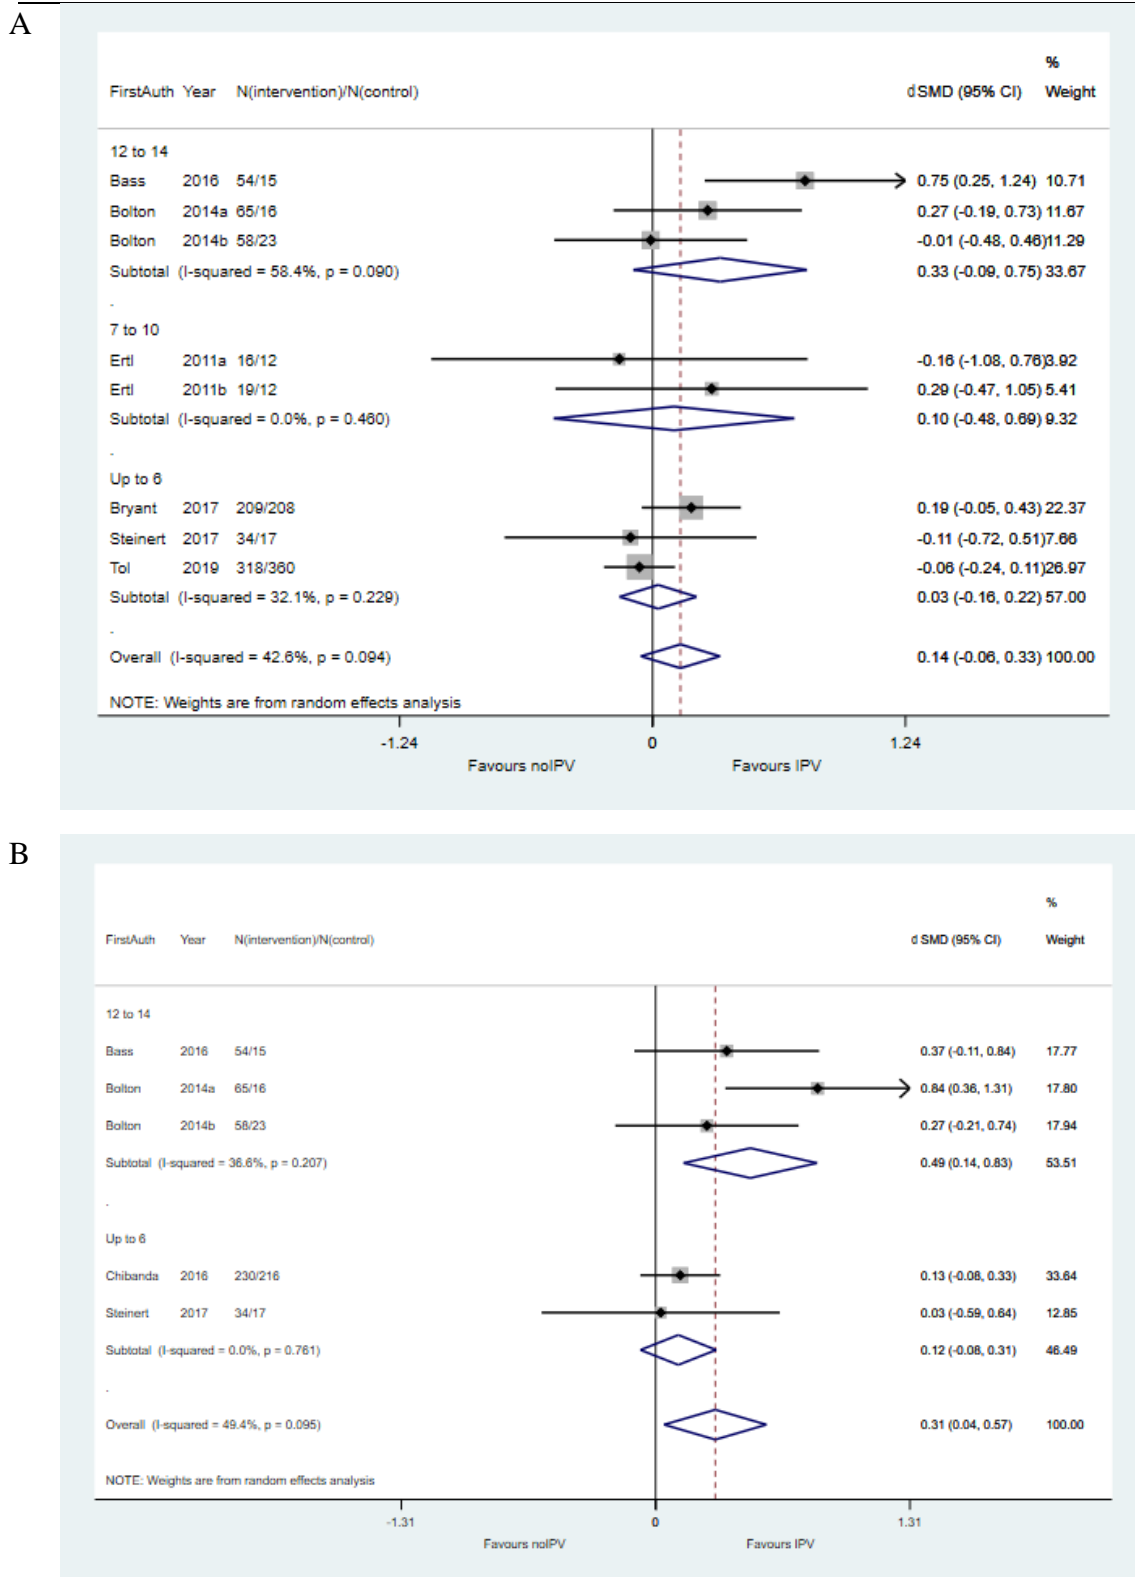 A
%
FirstAuth Year N(intervention)/N(control) dSMD (95% CI) Weight
12 to 14
Bass 2016 54/15 0.75 (0.25, 1.24) 10.71
Bolton 2014a 65/16 0.27 (-0.19, 0.73) 11.67
Bolton 2014b 58/23 -0.01 (-0.48, 0.46)11.29
Subtotal (I-squared = 58.4%, p = 0.090) 0.33 (-0.09, 0.75) 33.67
.
7 to 10
Ertl 2011a 16/12 -0.16 (-1.08, 0.76)3.92
Ertl 2011b 19/12 0.29 (-0.47, 1.05) 5.41
Subtotal (I-squared = 0.0%, p = 0.460) 0.10 (-0.48, 0.69) 9.32
.
Up to 6
Bryant 2017 209/208 0.19 (-0.05, 0.43) 22.37
Steinert 2017 34/17 -0.11 (-0.72, 0.51)7.66
Tol 2019 318/360 -0.06 (-0.24, 0.11)26.97
Subtotal (I-squared = 32.1%, p = 0.229) 0.03 (-0.16, 0.22) 57.00
.
Overall (I-squared = 42.6%, p = 0.094) 0.14 (-0.06, 0.33) 100.00
NOTE: Weights are from random effects analysis
-1.24 0 1.24
Favours noIPV Favours IPV
B
%
FirstAuth Year N(intervention)/N(control) d SMD (95% CI) Weight
12 to 14
Bass 2016 54/15 0.37 (-0.11, 0.84) 17.77
Bolton 2014a 65/16 0.84 (0.36, 1.31) 17.80
Bolton 2014b 58/23 0.27 (-0.21, 0.74) 17.94
Subtotal (I-squared = 36.6%, p = 0.207) 0.49 (0.14, 0.83) 53.51
.
Up to 6
Chibanda 2016 230/216 0.13 (-0.08, 0.33) 33.64
Steinert 2017 34/17 0.03 (-0.59, 0.64) 12.85
Subtotal (I-squared = 0.0%, p = 0.761) 0.12 (-0.08, 0.31) 46.49
.
Overall (I-squared = 49.4%, p = 0.095) 0.31 (0.04, 0.57) 100.00
NOTE: Weights are from random effects analysis
-1.31 0 1.31
Favours noIPV Favours IPV